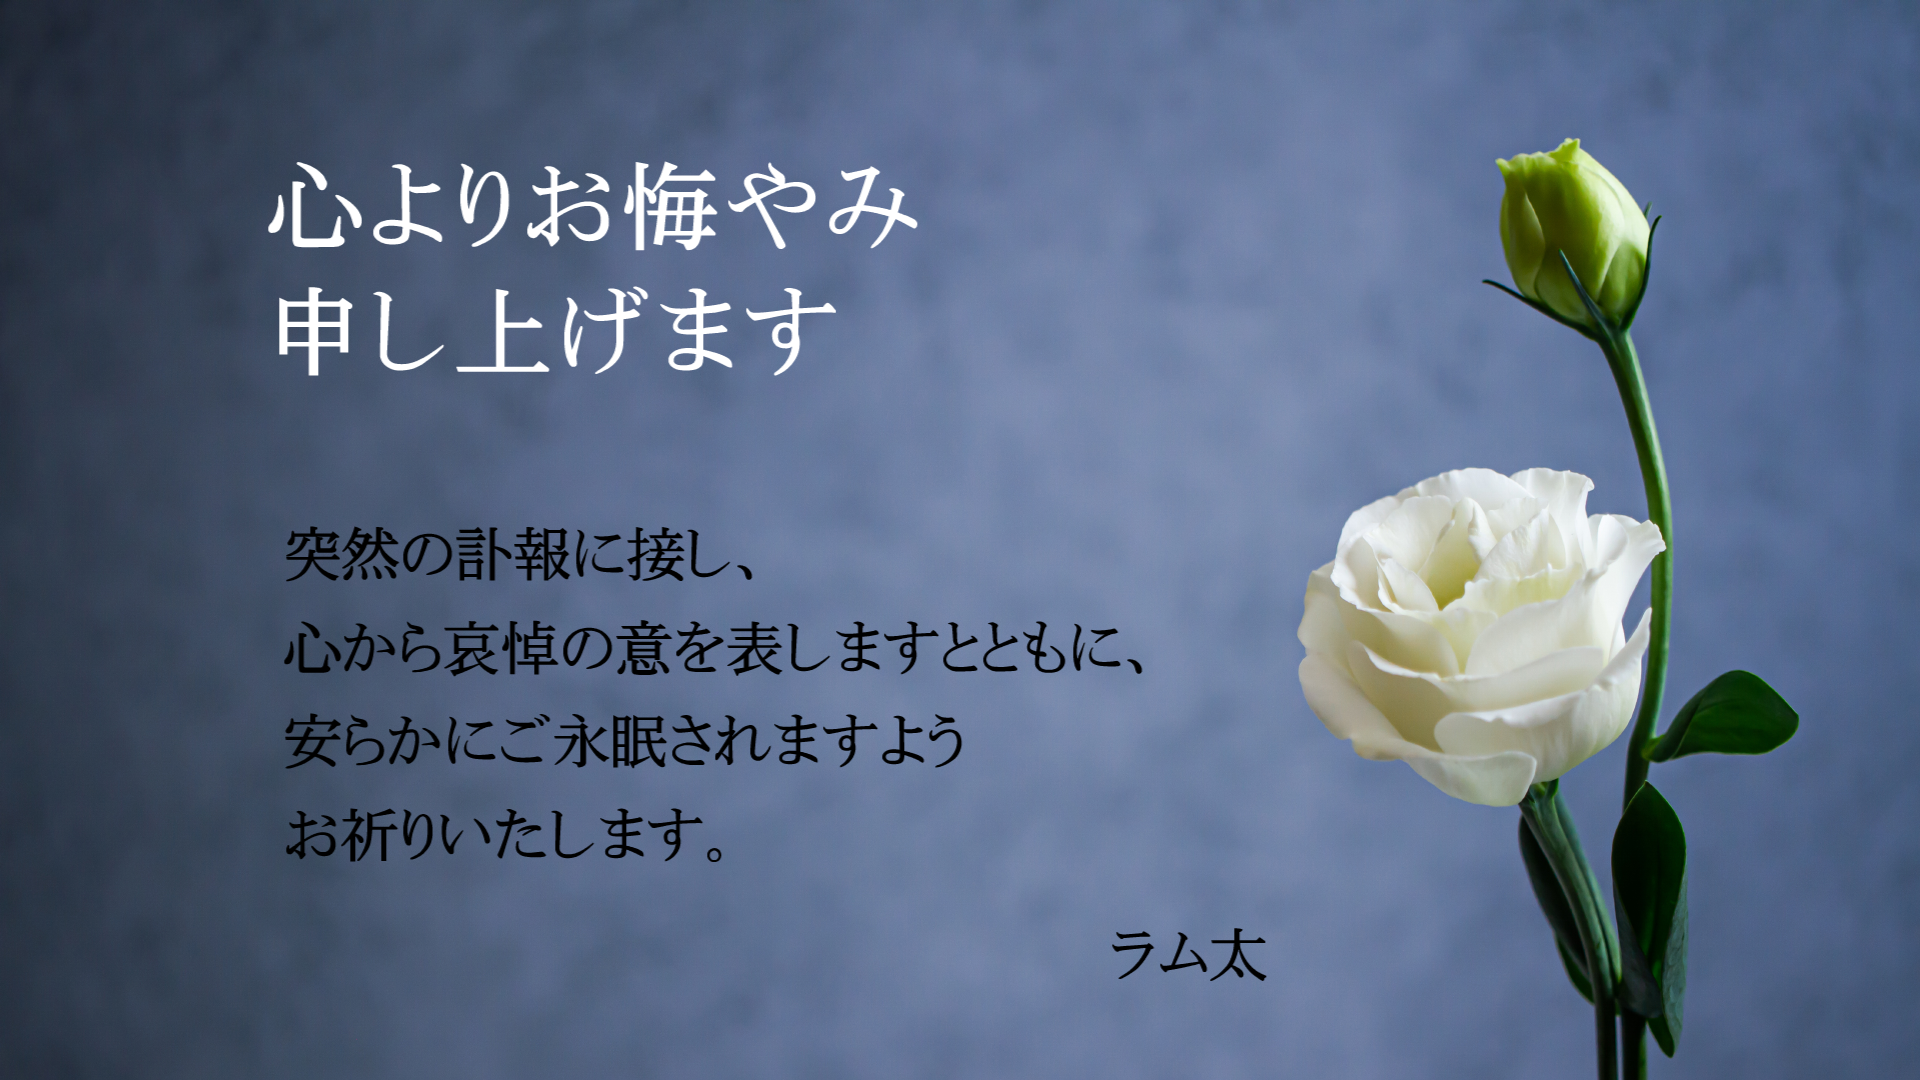 心よりお悔やみ
申し上げます
突然の訃報に接し、
心から哀悼の意を表しますとともに、
安らかにご永眠されますよう
お祈りいたします。
ラム太